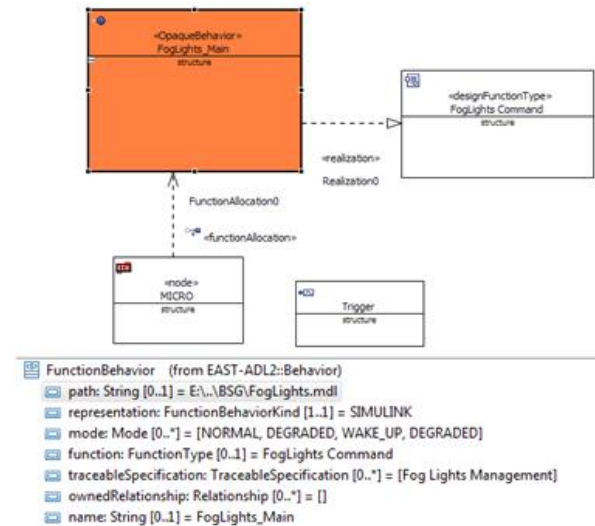 «OpaqueBehavior»
FogLights_Main
structure
«designFunctionType»
FogLights Command
structure
«realization»
Realization0
FunctionAllocation0
«functionAllocation»
«node»
MICRO
structure
Trigger
structure
FunctionBehavior (from EAST-ADL2::Behavior)
path: String [0..1] = E:\..\BSG\FogLights.mdl
representation: FunctionBehaviorKind [1..1] = SIMULINK
mode: Mode [0..*] = [NORMAL, DEGRADED, WAKE_UP, DEGRADED]
function: FunctionType [0..1] = FogLights Command
traceableSpecification: TraceableSpecification [0..*] = [Fog Lights Management]
ownedRelationship: Relationship [0..*] = []
name: String [0..1] = FogLights_Main